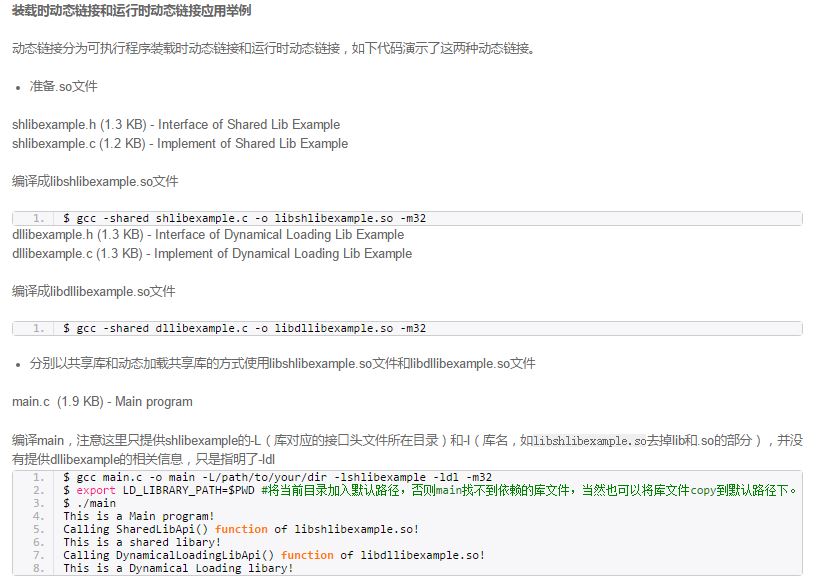 装载时动态链接和运行时动态链接应用举例
动态链接分为可执行程序装载时动态链接和运行时动态链接，如下代码演示了这两种动态链接。
• 准备.so文件
shlibexample.h (1.3 KB) - Interface of Shared Lib Example
shlibexample.c (1.2 KB) - Implement of Shared Lib Example
编译成libshlibexample.so文件
1. $ gcc -shared shlibexample.c -o libshlibexample.so -m32
dllibexample.h (1.3 KB) - Interface of Dynamical Loading Lib Example
dllibexample.c (1.3 KB) - Implement of Dynamical Loading Lib Example
编译成libdllibexample.so文件
1. $ gcc -shared dllibexample.c -o libdllibexample.so -m32
• 分别以共享库和动态加载共享库的方式使用libshlibexample.so文件和libdllibexample.so文件
main.c (1.9 KB) - Main program
编译main，注意这里只提供shlibexample的-L（库对应的接口头文件所在目录）和-l（库名，如libshlibexample.so去掉lib和.so的部分），并没
有提供dllibexample的相关信息，只是指明了-ldl
1. $ gcc main.c -o main -L/path/to/your/dir -lshlibexample -ldl -m32
2. $ export LD_LIBRARY_PATH=$PWD #将当前目录加入默认路径，否则main找不到依赖的库文件，当然也可以将库文件copy到默认路径下。
3. $ ./main
4. This is a Main program!
5. Calling SharedLibApi() function of libshlibexample.so!
6. This is a shared libary!
7. Calling DynamicalLoadingLibApi() function of libdllibexample.so!
8. This is a Dynamical Loading libary!